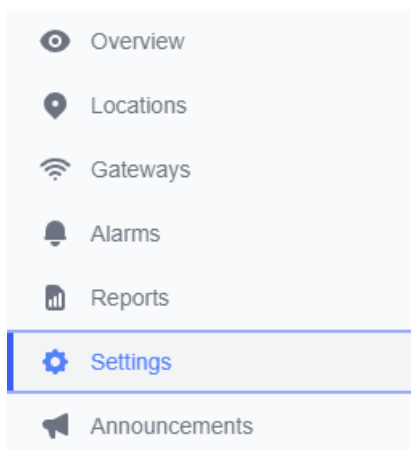 Overview
Locations
Gateways
Alarms
Reports
Settings
Announcements